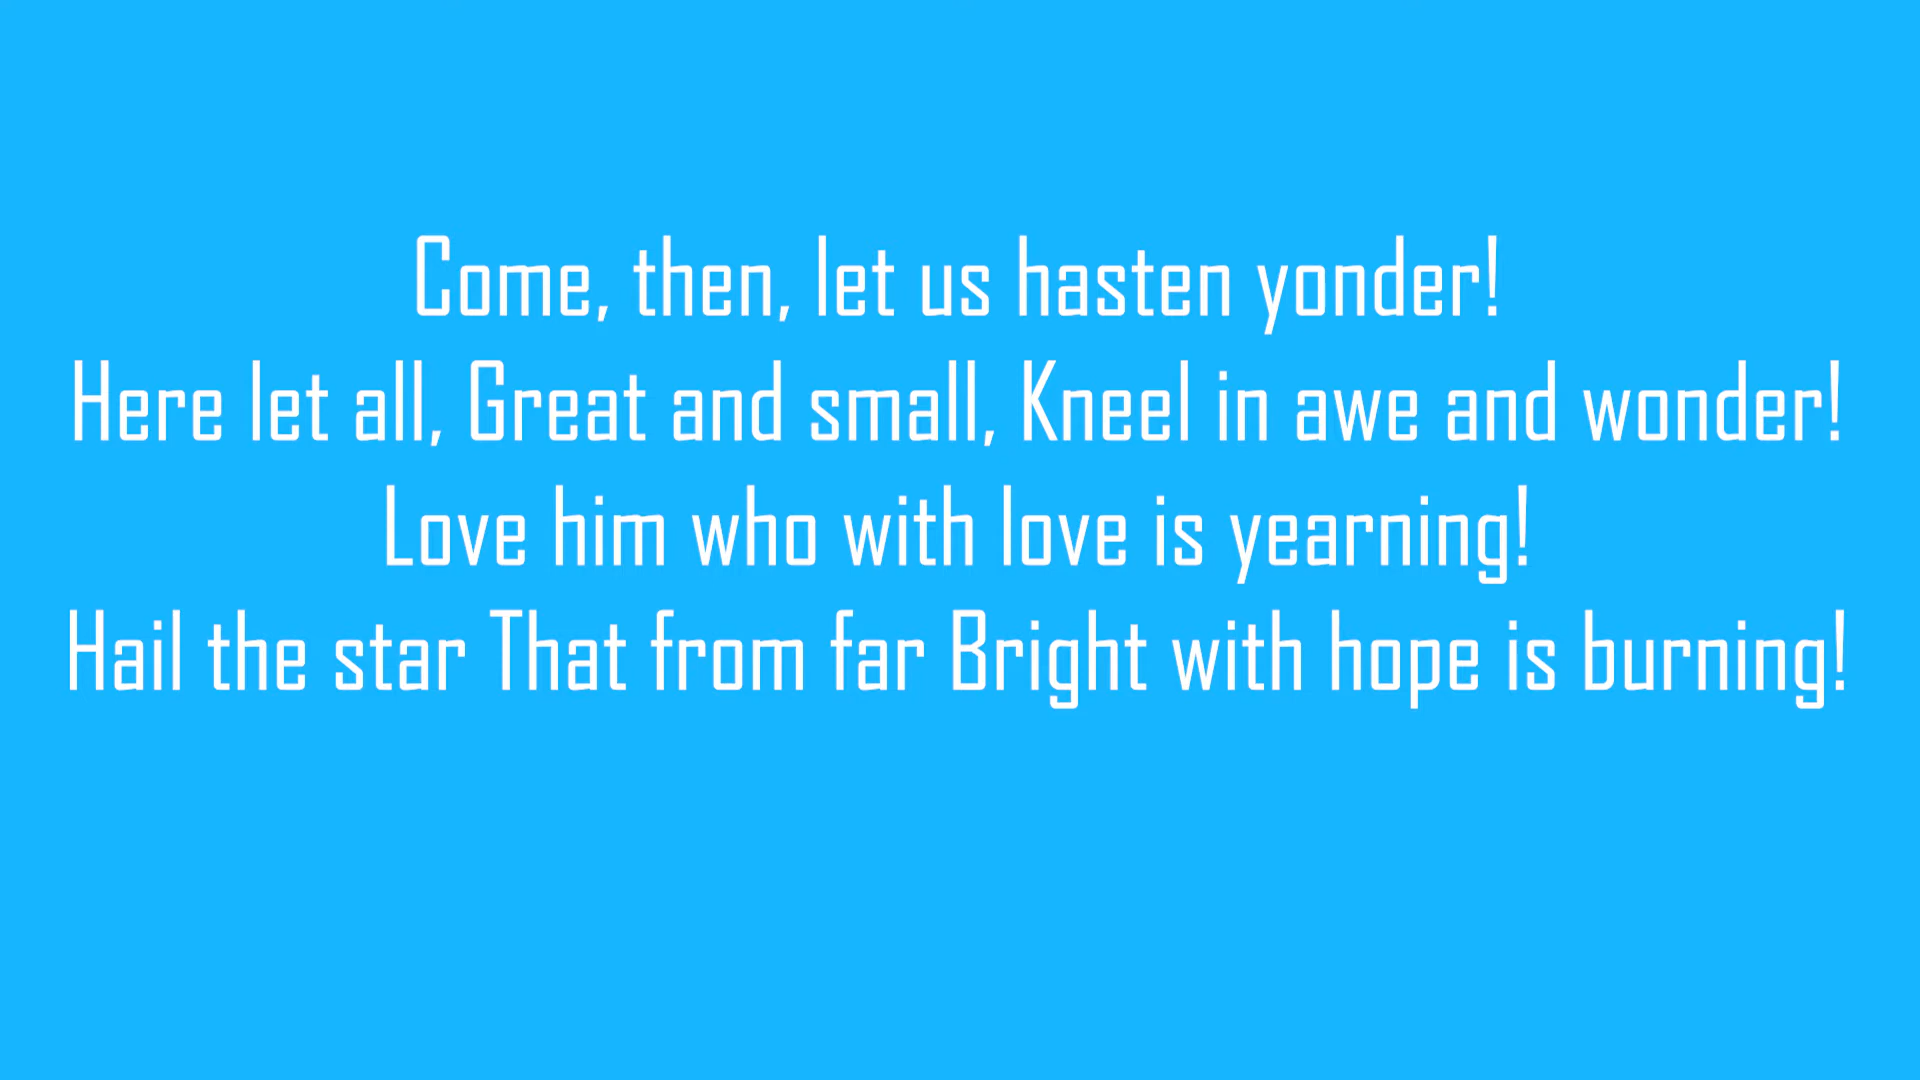 Come, then, let us hasten yonder!
Here let all, Great and small, Kneel in awe and wonder!
Love him who with love is yearning!
Hail the star That from far Bright with hope is burning!